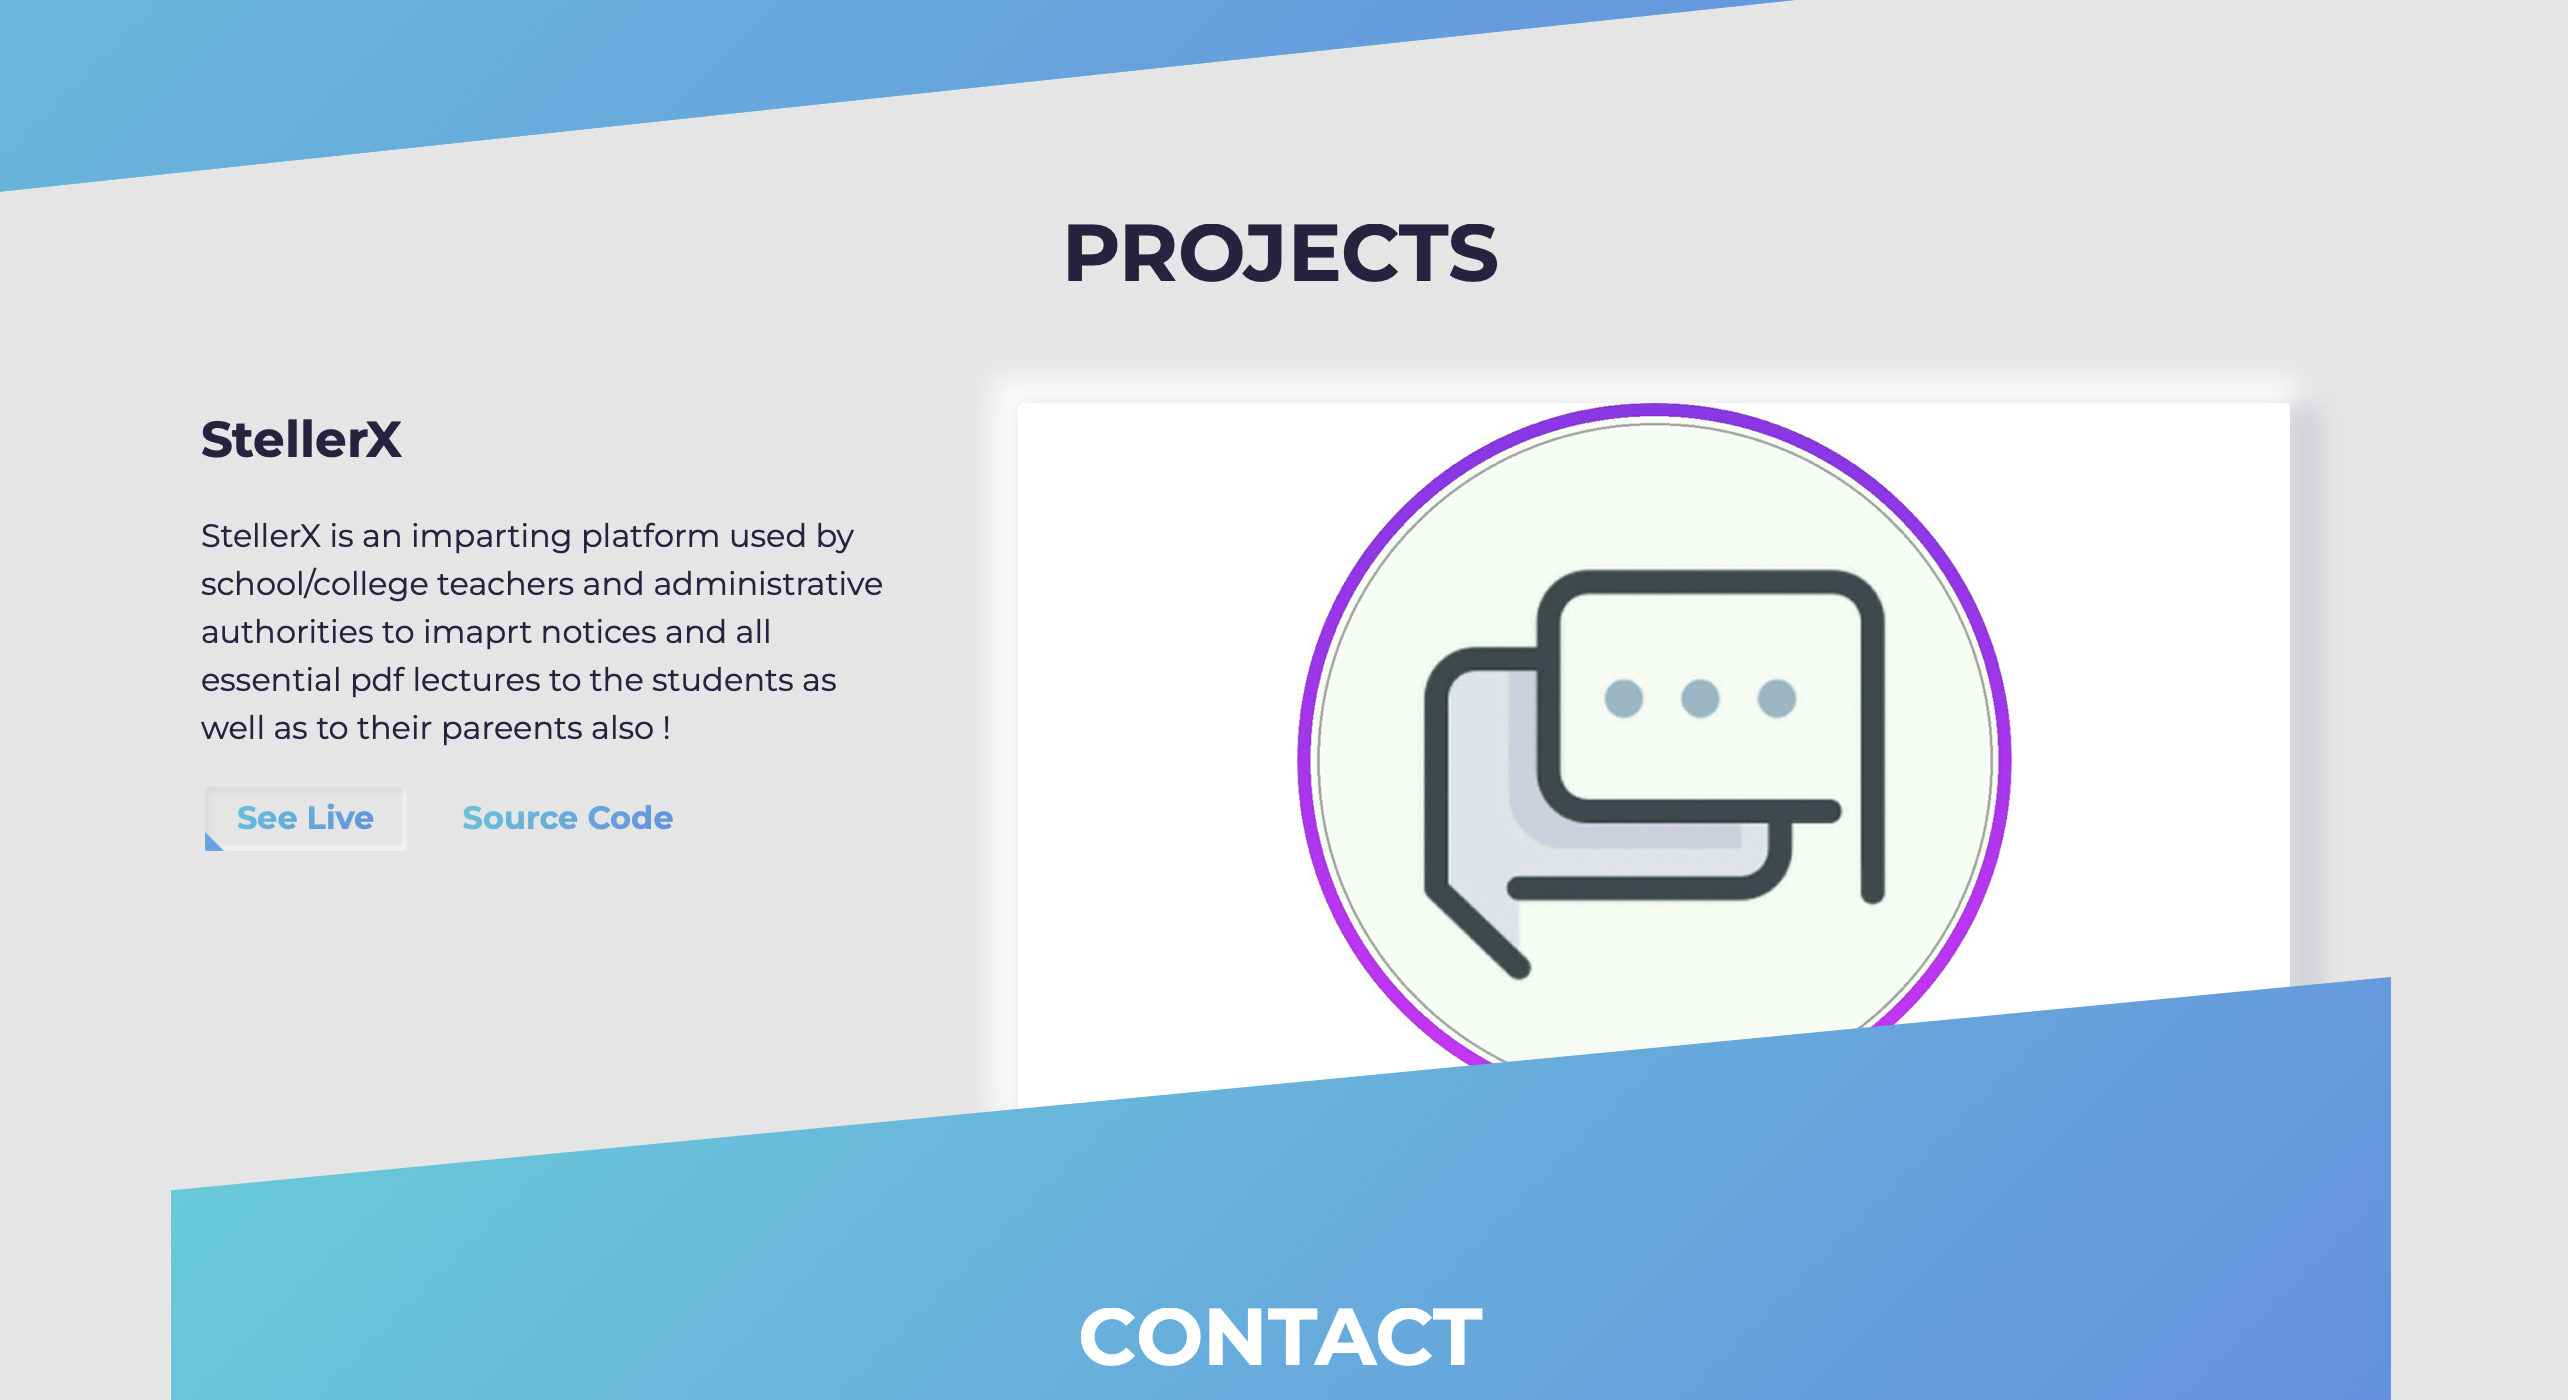 PROJECTS
StellerX
StellerX is an imparting platform used by
school/college teachers and administrative
authorities to imaprt notices and all
essential pdf lectures to the students as
well as to their pareents also !
See Live
Source Code
CONTACT